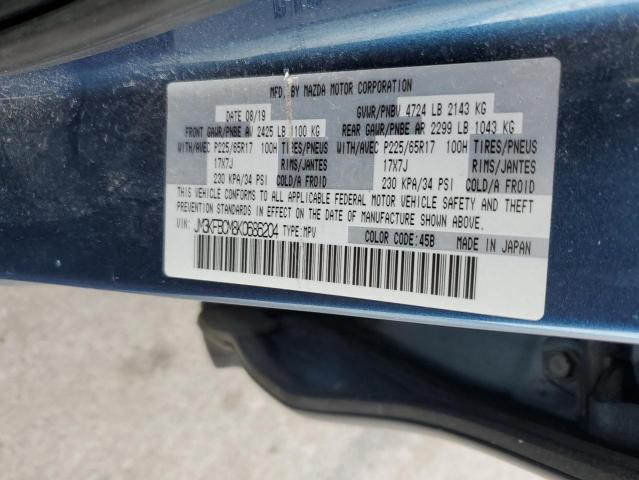 MFD. BY MAZDA MOTOR CORPORATION
DATE 08/19 GVWR/PNBV 4724 LB 2143 KG
FRONT GAWR/PNBE AV 2425 LB 1100 KG REAR GAWR/PNBE AR 2299 LB 1043 KG
WITH/AVEC P225/65R17 100H TIRES/PNEUS WITH/AVEC P225/65R17 100H TIRES/PNEUS
17X7J RIMS/JANTES 17X7J RIMS/JANTES
230 KPA/34 PSI COLD/A FROID 230 KPA/34 PSI COLD/A FROID
THIS VEHICLE CONFORMS TO ALL APPLICABLE FEDERAL MOTOR VEHICLE SAFETY AND THEFT
PREVENTION STANDARDS IN EFFECT ON THE DATE OF MANUFACTURE SHOWN ABOVE.
VIN: JM3KFBCM8K0686204 TYPE: MPV COLOR CODE: 45B MADE IN JAPAN